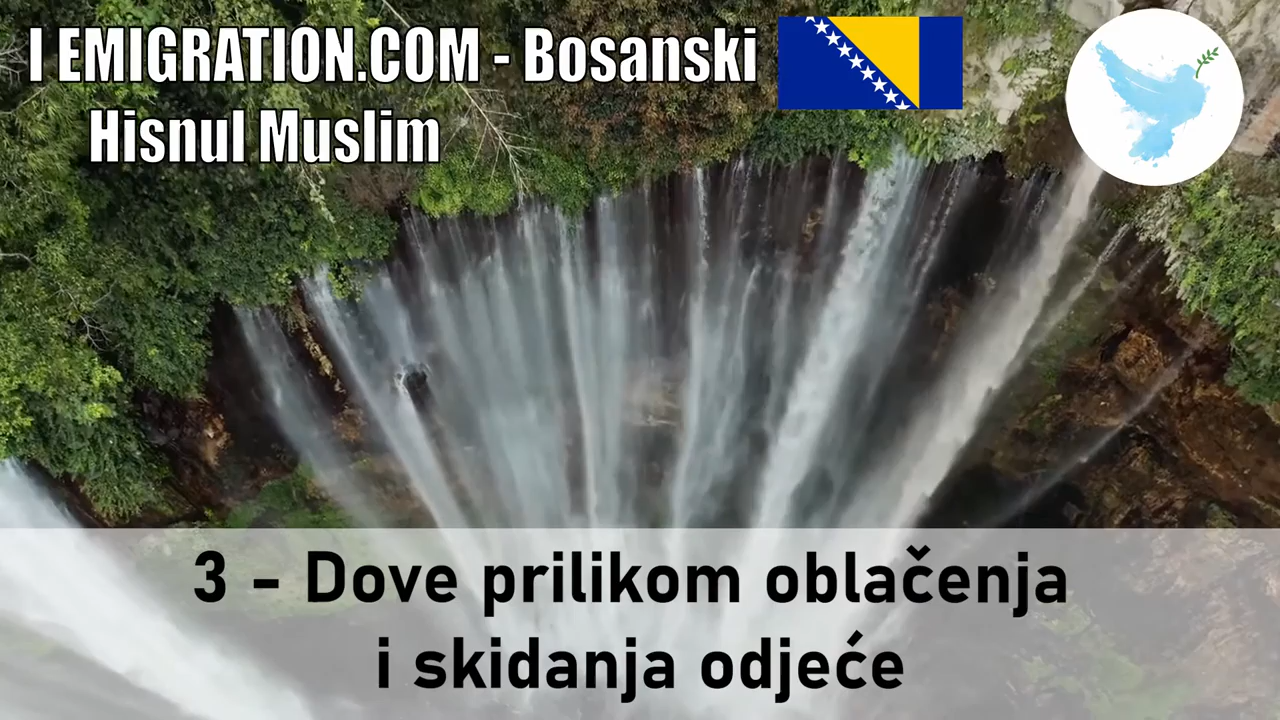 I EMIGRATION.COM - Bosanski
Hisnul Muslim
3 - Dove prilikom oblačenja
i skidanja odjeće